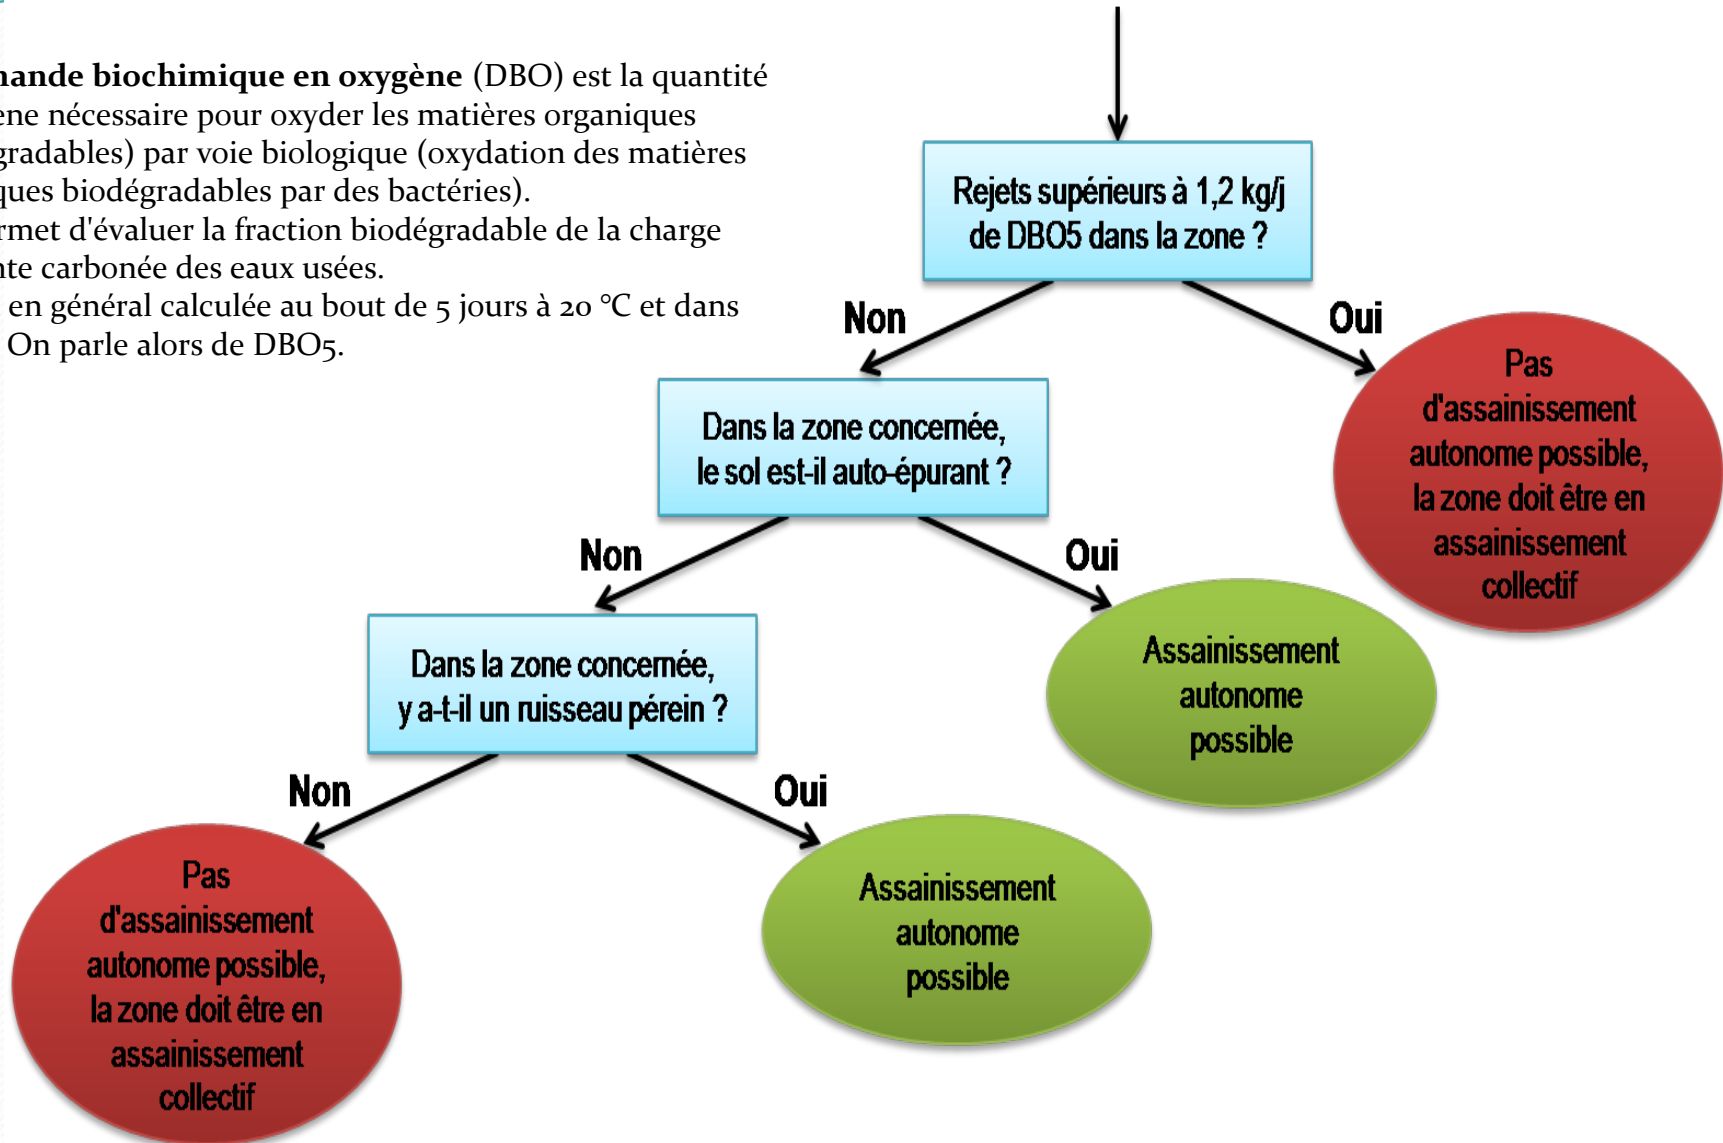 mande biochimique en oxygène (DBO) est la quantité
ène nécessaire pour oxyder les matières organiques
gradables) par voie biologique (oxydation des matières
ques biodégradables par des bactéries).
rmet d'évaluer la fraction biodégradable de la charge
nte carbonée des eaux usées.
en général calculée au bout de 5 jours à 20 °C et dans
On parle alors de DBO5.
Rejets supérieurs à 1,2 kg/j
de DBO5 dans la zone ?
Non
Oui
Pas
d'assainissement
autonome possible,
la zone doit être en
assainissement
collectif
Dans la zone concernée,
le sol est-il auto-épurant ?
Non
Oui
Assainissement
autonome
possible
Dans la zone concernée,
y a-t-il un ruisseau pérein ?
Non
Oui
Assainissement
autonome
possible
Pas
d'assainissement
autonome possible,
la zone doit être en
assainissement
collectif